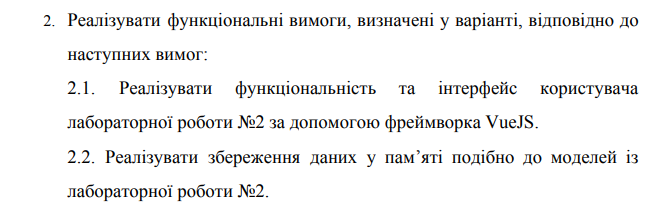 2. Реалізувати функціональні вимоги, визначені у варіанті, відповідно до
наступних вимог:
2.1. Реалізувати функціональність та інтерфейс користувача
лабораторної роботи №2 за допомогою фреймворка VueJS.
2.2. Реалізувати збереження даних у пам’яті подібно до моделей із
лабораторної роботи №2.